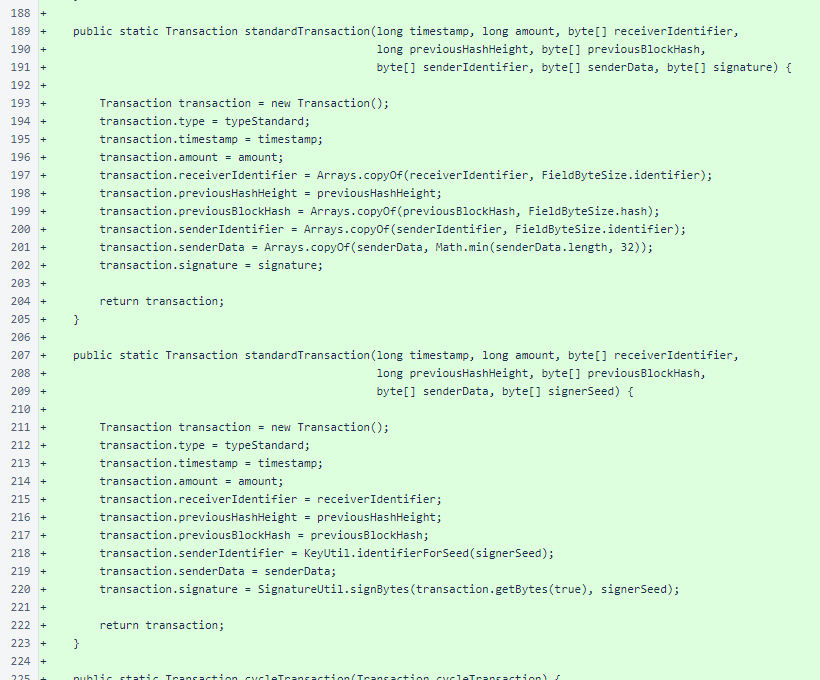 188 +
189 + public static Transaction standardTransaction(long timestamp, long amount, byte[] receiverIdentifier,
190 + long previousHashHeight, byte[] previousBlockHash,
191 + byte[] senderIdentifier, byte[] senderData, byte[] signature) {
192 +
193 + Transaction transaction = new Transaction();
194 + transaction.type = typeStandard;
195 + transaction.timestamp = timestamp;
196 + transaction.amount = amount;
197 + transaction.receiverIdentifier = Arrays.copyOf(receiverIdentifier, FieldByteSize.identifier);
198 + transaction.previousHashHeight = previousHashHeight;
199 + transaction.previousBlockHash = Arrays.copyOf(previousBlockHash, FieldByteSize.hash);
200 + transaction.senderIdentifier = Arrays.copyOf(senderIdentifier, FieldByteSize.identifier);
201 + transaction.senderData = Arrays.copyOf(senderData, Math.min(senderData.length, 32));
202 + transaction.signature = signature;
203 +
204 + return transaction;
205 + }
206 +
207 + public static Transaction standardTransaction(long timestamp, long amount, byte[] receiverIdentifier,
208 + long previousHashHeight, byte[] previousBlockHash,
209 + byte[] senderData, byte[] signerSeed) {
210 +
211 + Transaction transaction = new Transaction();
212 + transaction.type = typeStandard;
213 + transaction.timestamp = timestamp;
214 + transaction.amount = amount;
215 + transaction.receiverIdentifier = receiverIdentifier;
216 + transaction.previousHashHeight = previousHashHeight;
217 + transaction.previousBlockHash = previousBlockHash;
218 + transaction.senderIdentifier = KeyUtil.identifierForSeed(signerSeed);
219 + transaction.senderData = senderData;
220 + transaction.signature = SignatureUtil.signBytes(transaction.getBytes(true), signerSeed);
221 +
222 + return transaction;
223 + }
224 +
225 + public static Transaction cycleTransaction(Transaction cycleTransaction) {